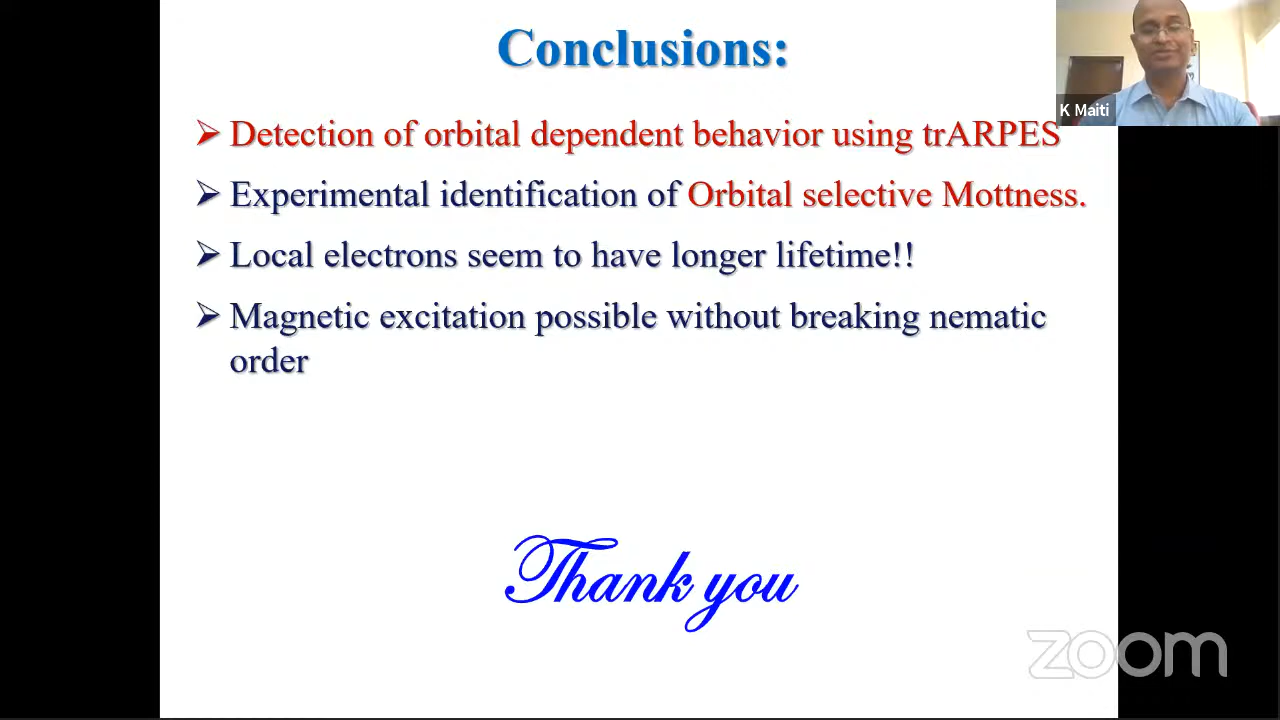 Conclusions:
K Maiti
➢ Detection of orbital dependent behavior using trARPES
➢ Experimental identification of Orbital selective Mottness.
➢ Local electrons seem to have longer lifetime!!
➢ Magnetic excitation possible without breaking nematic
order
Thank you
zoom